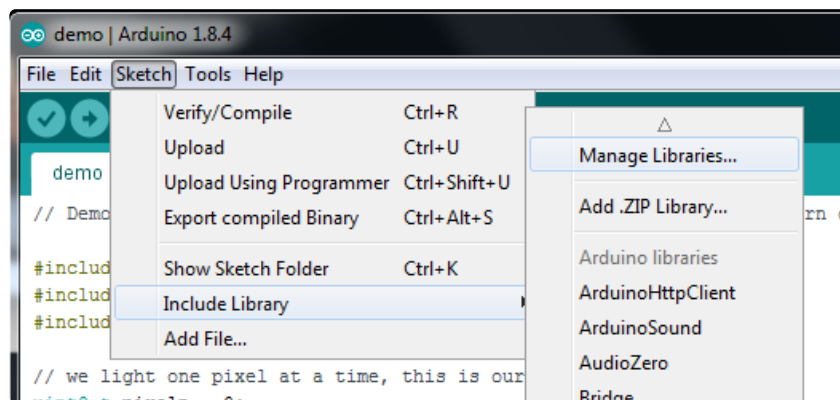 demo | Arduino 1.8.4
File Edit Sketch Tools Help
Verify/Compile Ctrl+R
Upload Ctrl+U
Upload Using Programmer Ctrl+Shift+U
Export compiled Binary Ctrl+Alt+S
Show Sketch Folder Ctrl+K
Include Library
Add File...
Manage Libraries...
Add .ZIP Library...
Arduino libraries
ArduinoHttpClient
ArduinoSound
AudioZero
Bridge
demo
// Demo
rn
#includ
#includ
#includ
// we light one pixel at a time, this is our